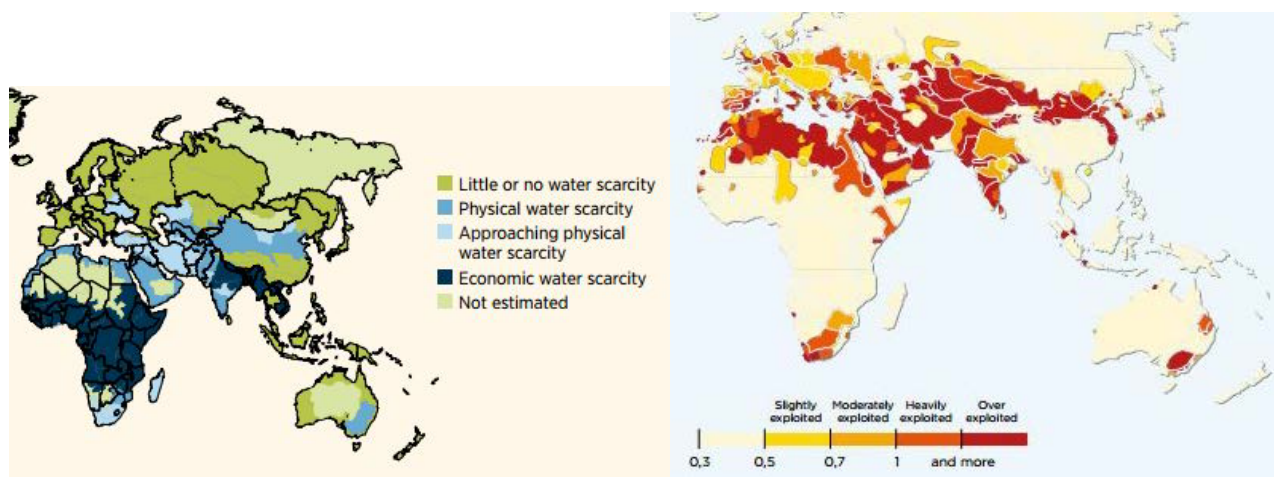 Little or no water scarcity
Physical water scarcity
Approaching physical
water scarcity
Economic water scarcity
Not estimated
Slightly
exploited
Moderately
exploited
Heavily
exploited
Over
exploited
0,3
0,5
0,7
1
and more